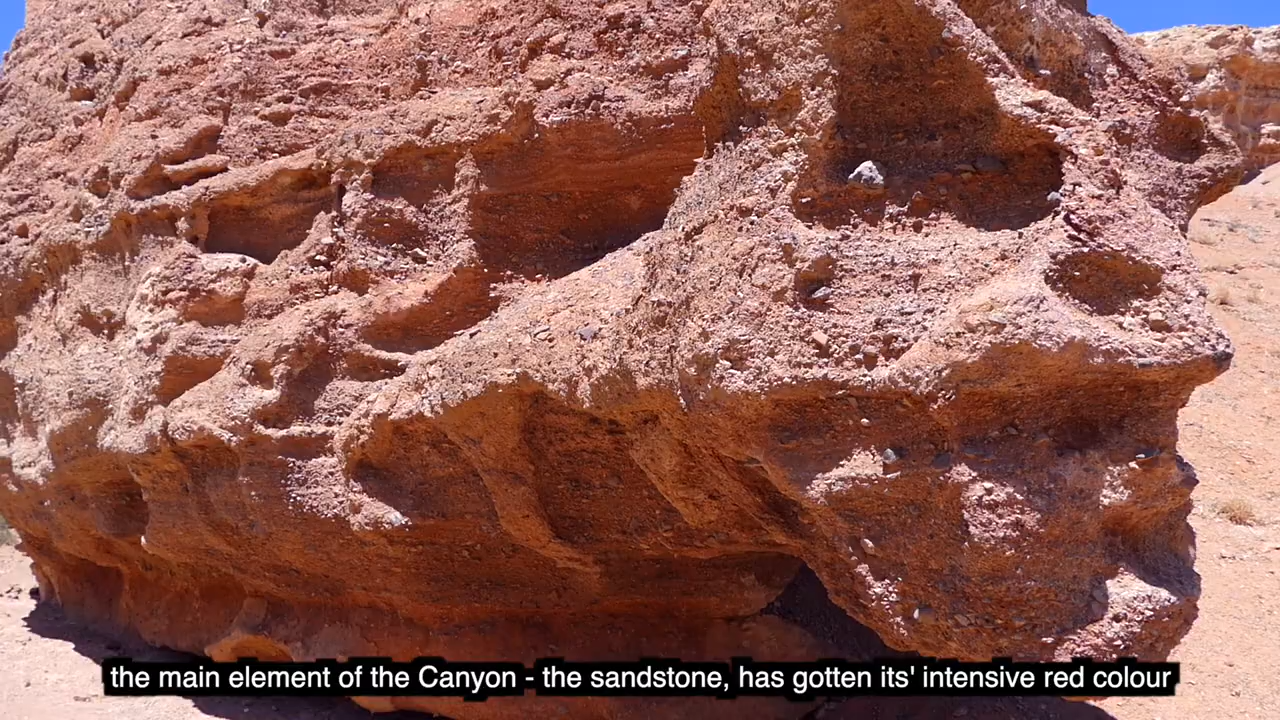 the main element of the Canyon - the sandstone, has gotten its' intensive red colour